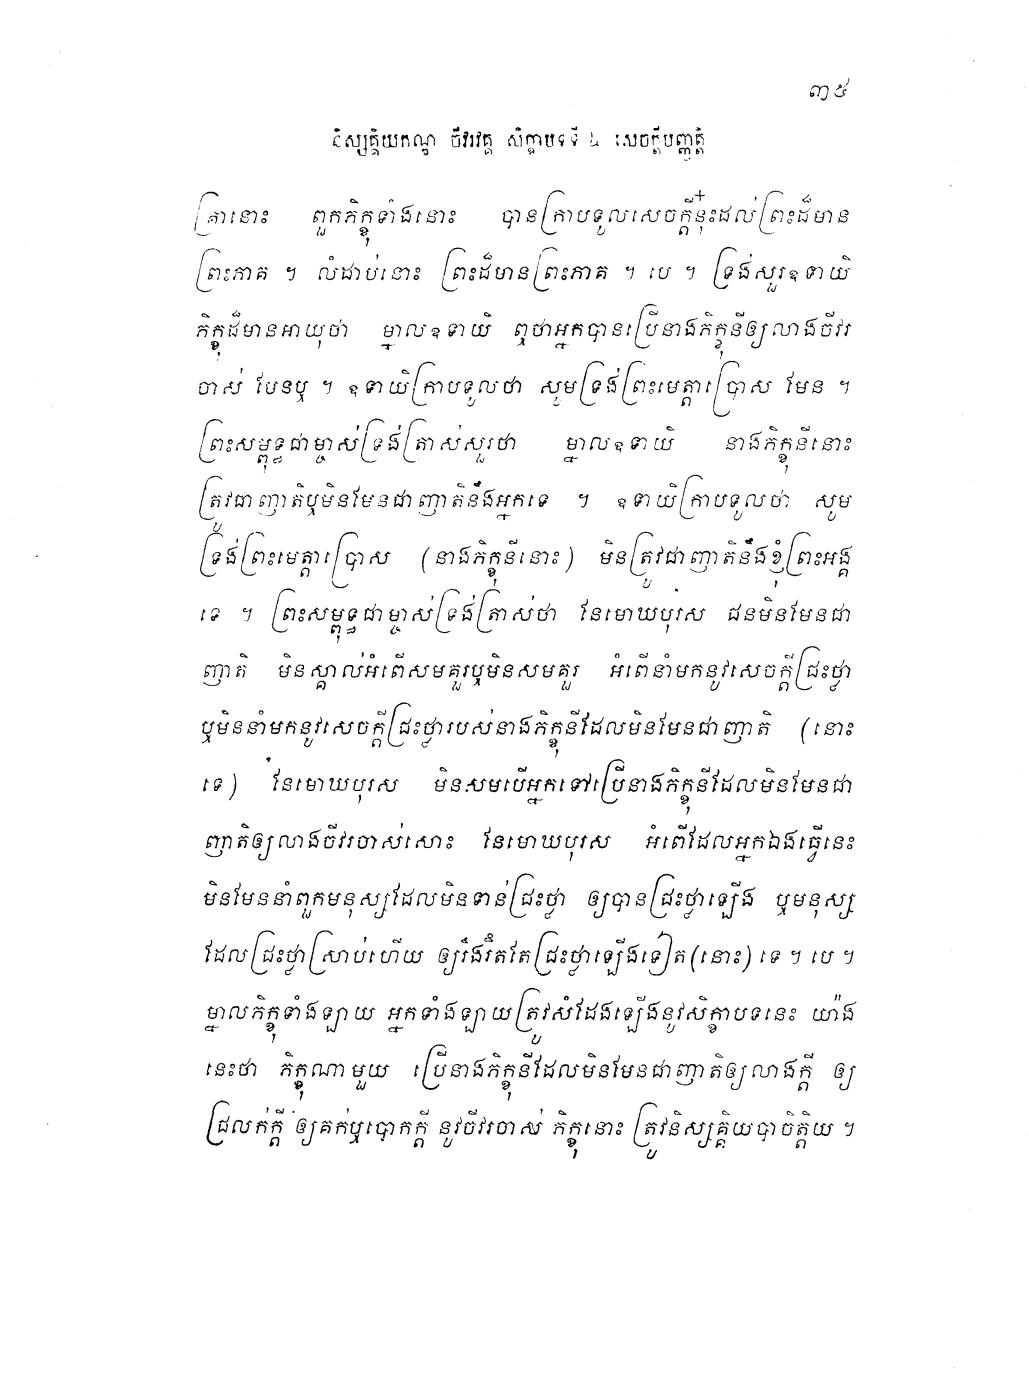 ៣៥
និស្សគ្គិយកណ្ឌ ចីវរវគ្គ សិក្ខាបទទី ៤ សេចក្តីបញ្ញត្តិ
គ្រានោះ ពួកភិក្ខុទាំងនោះ បានក្រាបទូលសេចក្តីនុ៎ះដល់ព្រះដ៏មាន
ព្រះភាគ ។ លំដាប់នោះ ព្រះដ៏មានព្រះភាគ ។ បេ ។ ទ្រង់សួរឧទាយិ
ភិក្ខុដ៏មានអាយុថា ម្នាលឧទាយិ ឮថាអ្នកបានប្រើនាងភិក្ខុនីឲ្យលាងចីវរ
ចាស់ មែនឬ ។ ឧទាយិក្រាបទូលថា សូមទ្រង់ព្រះមេត្តាប្រោស មែន ។
ព្រះសម្ពុទ្ធជាម្ចាស់ទ្រង់ត្រាស់សួរថា ម្នាលឧទាយិ នាងភិក្ខុនីនោះ
ត្រូវជាញាតិឬមិនមែនជាញាតិនឹងអ្នកទេ ។ ឧទាយិក្រាបទូលថា សូម
ទ្រង់ព្រះមេត្តាប្រោស (នាងភិក្ខុនីនោះ) មិនត្រូវជាញាតិនឹងខ្ញុំព្រះអង្គ
ទេ ។ ព្រះសម្ពុទ្ធជាម្ចាស់ទ្រង់ត្រាស់ថា នែមោឃបុរស ជនមិនមែនជា
ញាតិ មិនស្គាល់អំពើសមគួរឬមិនសមគួរ អំពើនាំមកនូវសេចក្តីជ្រះថ្លា
ឬមិននាំមកនូវសេចក្តីជ្រះថ្លារបស់នាងភិក្ខុនីដែលមិនមែនជាញាតិ (នោះ
ទេ) នែមោឃបុរស មិនសមបើអ្នកទៅប្រើនាងភិក្ខុនីដែលមិនមែនជា
ញាតិឲ្យលាងចីវរចាស់សោះ នែមោឃបុរស អំពើដែលអ្នកឯងធ្វើនេះ
មិនមែននាំពួកមនុស្សដែលមិនទាន់ជ្រះថ្លា ឲ្យបានជ្រះថ្លាឡើង ឬមនុស្ស
ដែលជ្រះថ្លាស្រាប់ហើយ ឲ្យរឹងរឹតតែជ្រះថ្លាឡើងទៀត(នោះ) ទេ ។ បេ ។
ម្នាលភិក្ខុទាំងឡាយ អ្នកទាំងឡាយត្រូវសំដែងឡើងនូវសិក្ខាបទនេះ យ៉ាង
នេះថា ភិក្ខុណាមួយ ប្រើនាងភិក្ខុនីដែលមិនមែនជាញាតិឲ្យលាងក្តី ឲ្យ
ជ្រលក់ក្តី ឲ្យគក់ឬបោកក្តី នូវចីវរចាស់ ភិក្ខុនោះ ត្រូវនិស្សគ្គិយបាចិត្តិយ ។